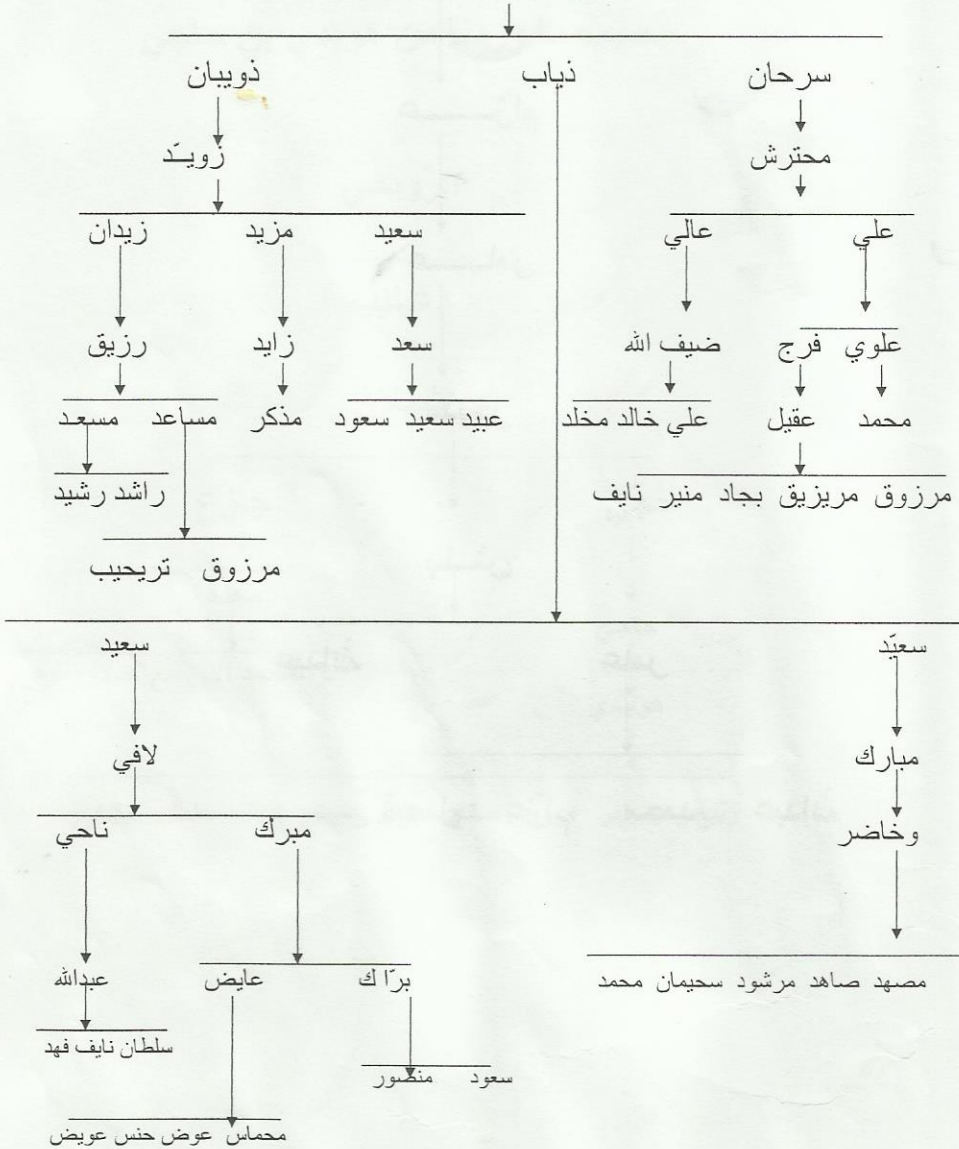 سرحان ذياب ذويبان
محترش زويـّد
علي عالي سعيد مزيد زيدان
علوي فرج ضيف الله سعد زايد رزيق
محمد عقيل علي خالد مخلد عبيد سعيد سعود مذكر مساعد مسعد
مرزوق مريزيق بجاد منير نايف راشد رشيد
مرزوق تريحيب
سعيّد سعيد
مبارك لافي
وخاضر مبرك ناحي
مصهد صاهد مرشود سحيمان محمد برّاك عايض عبدالله
سلطان نايف فهد
سعود منصور
محماس عوض حنس عويض